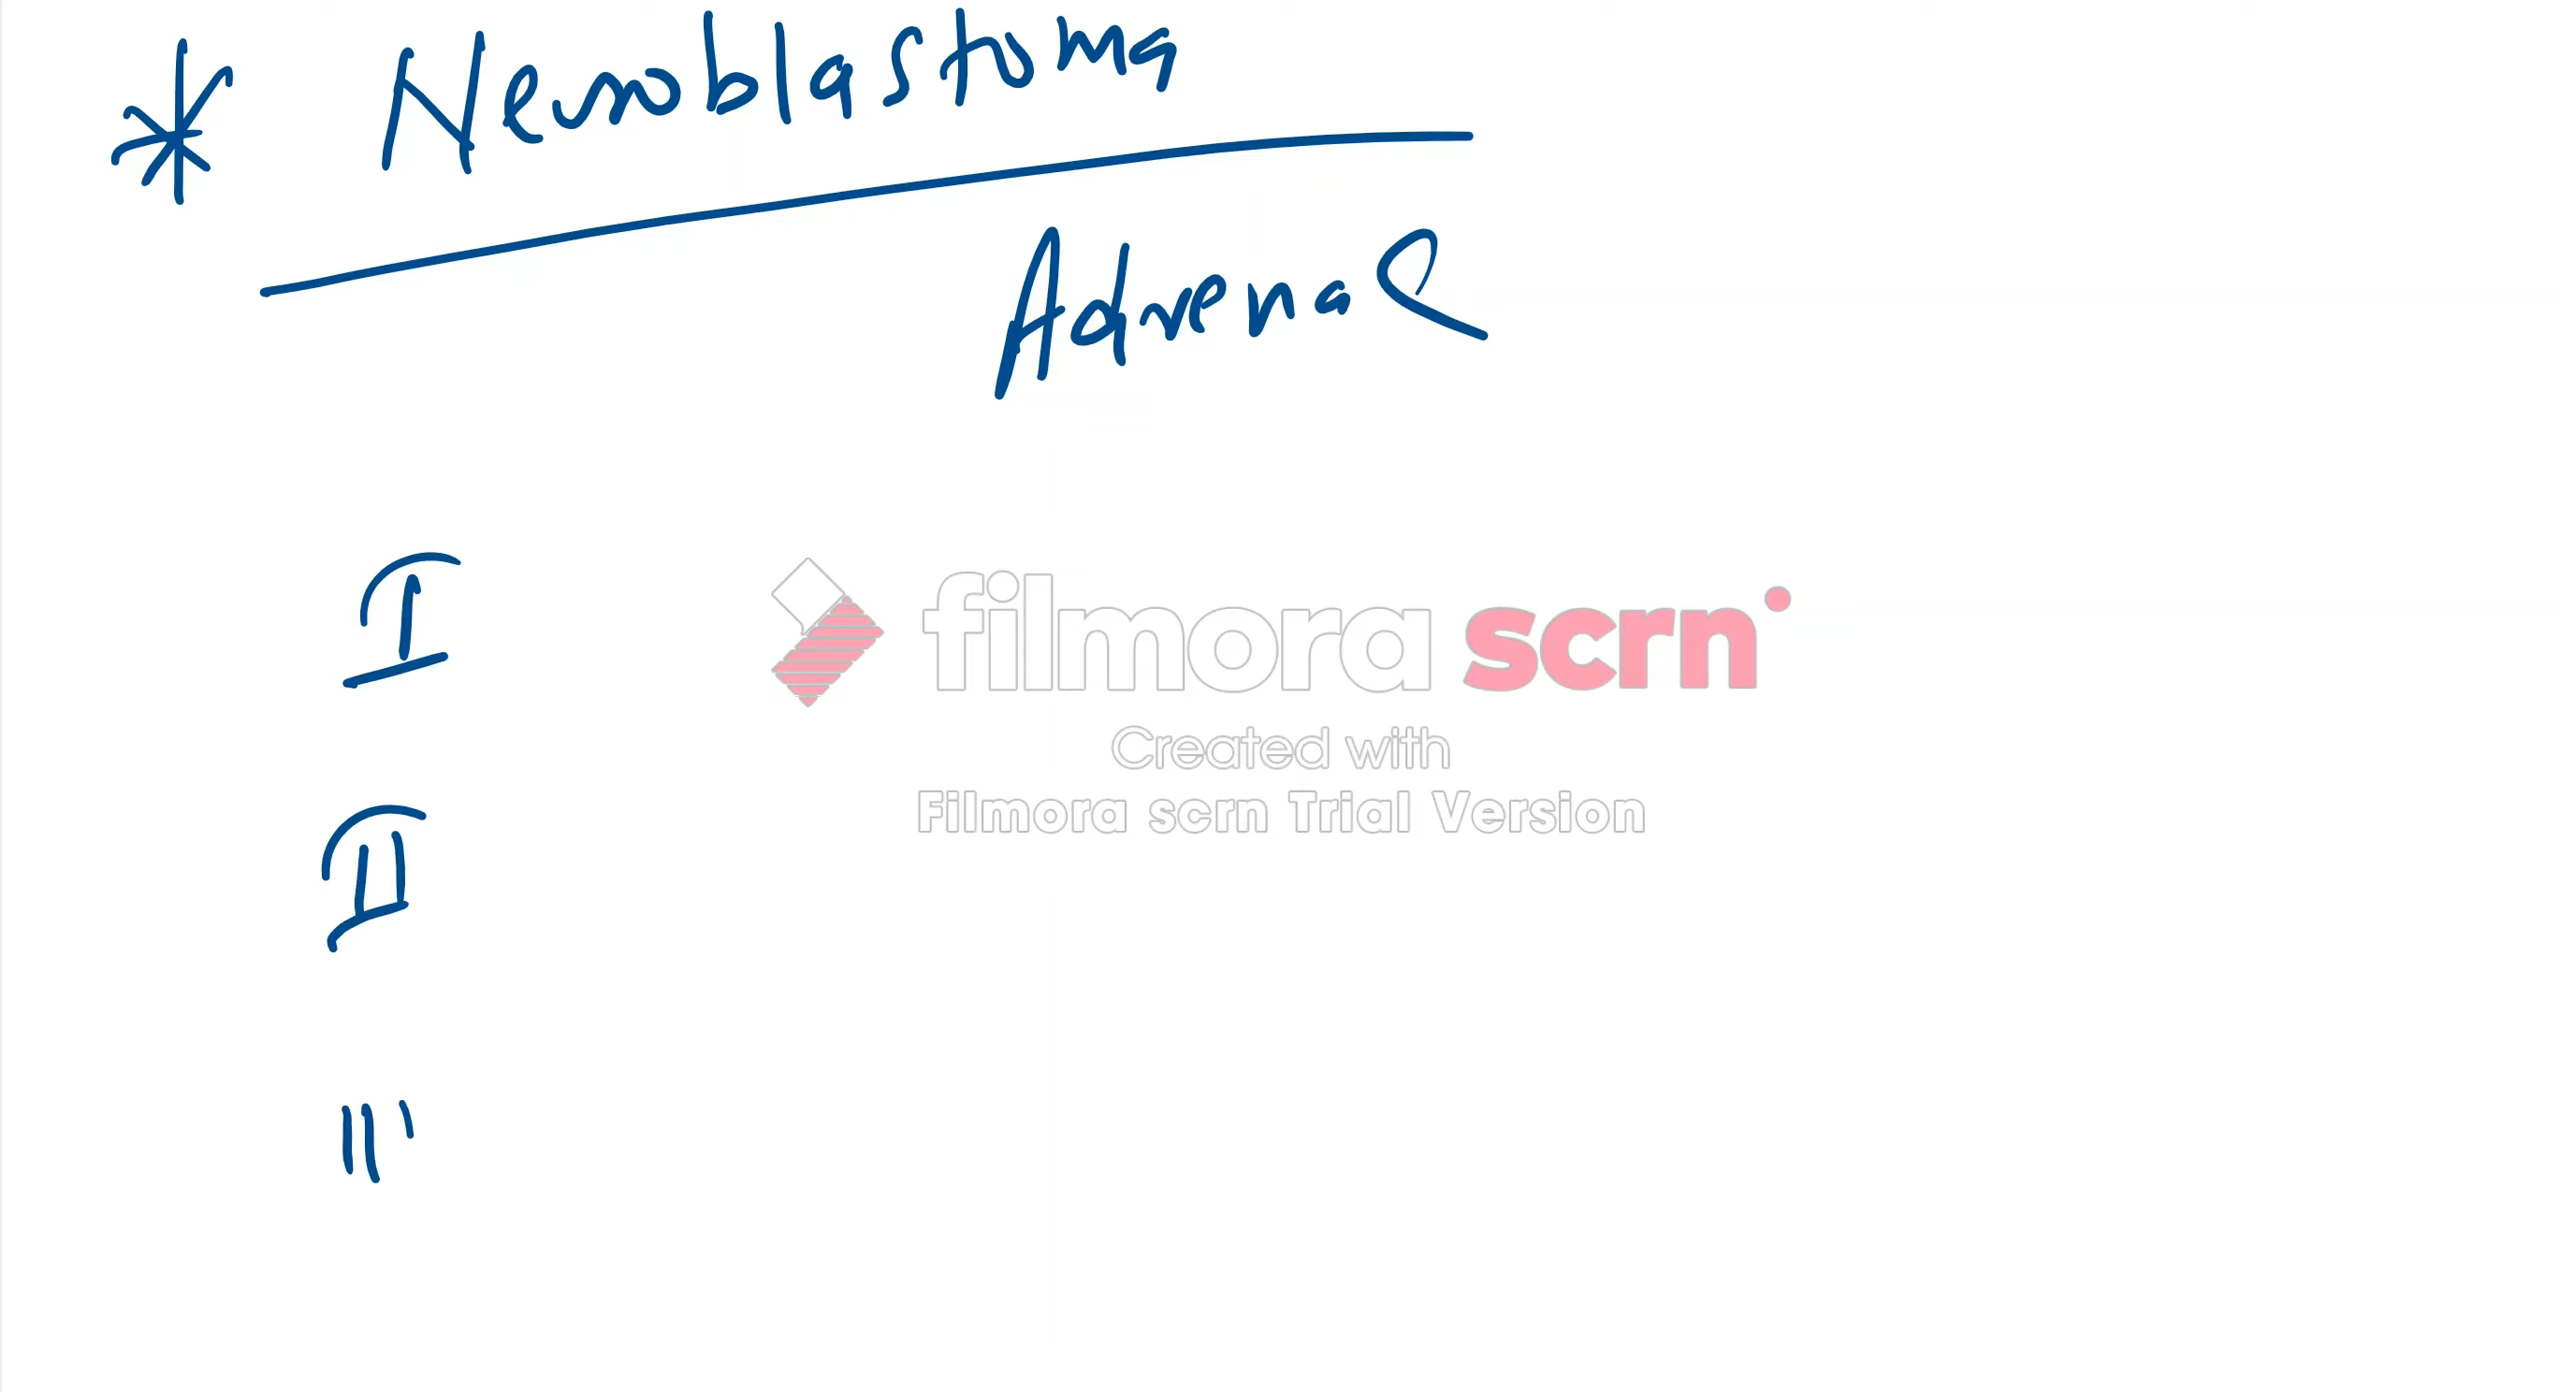 * Neuroblastoma
Adrenal
I
filmora scrn
Created with
Filmora scrn Trial Version
II
III